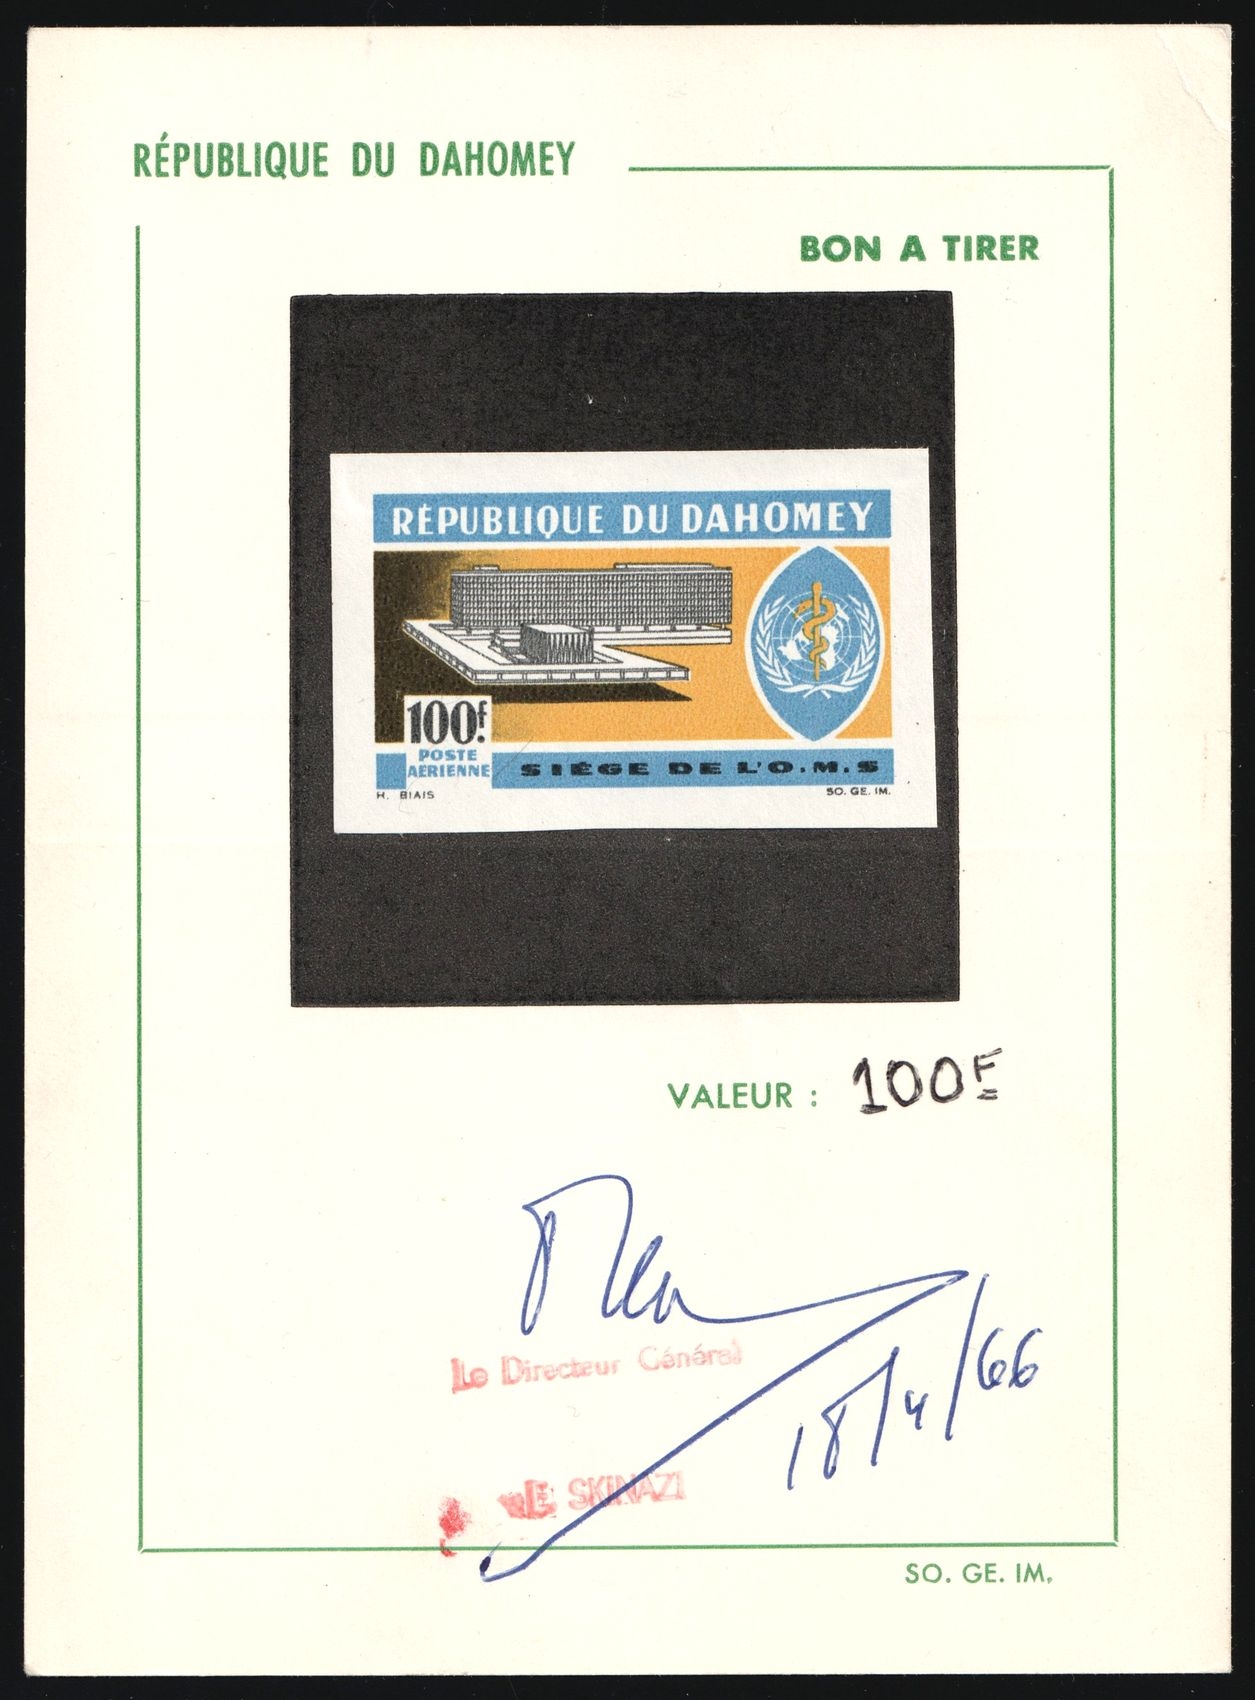 RÉPUBLIQUE DU DAHOMEY
BON A TIRER
RÉPUBLIQUE DU DAHOMEY
100f.
POSTE
AÉRIENNE
SIÈGE DE L'O.M.S
H. BIAIS
SO. GE. IM.
VALEUR : 100F
Le Directeur Général
18/4/66
E SKINAZI
SO. GE. IM.